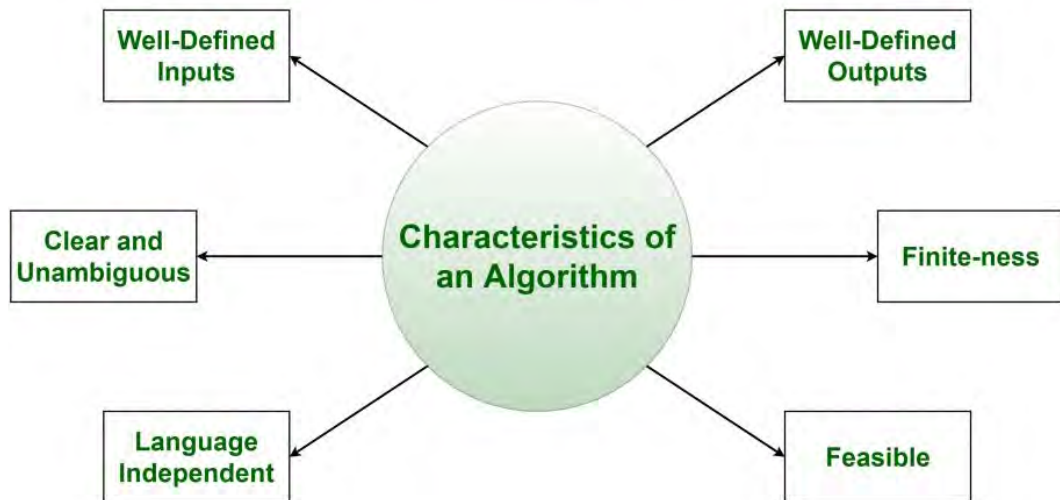 Well-Defined
Inputs
Well-Defined
Outputs
Clear and
Unambiguous
Characteristics of
an Algorithm
Finite-ness
Language
Independent
Feasible